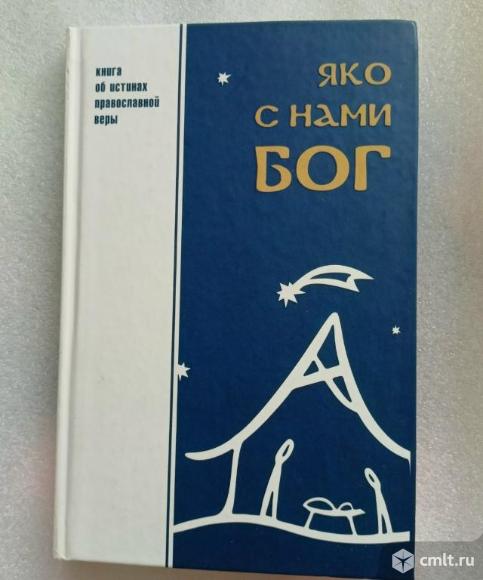 книга
об истинах
православной
веры
ЯКО
С НАМИ
БОГ
cmlt.ru